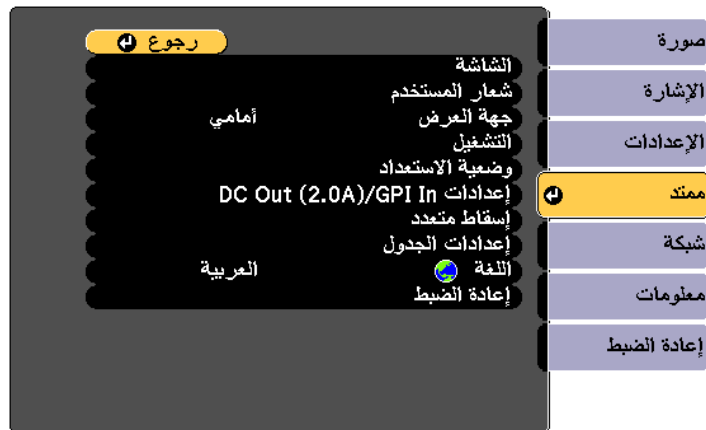 صورة
الإشارة
الإعدادات
ممتد
شبكة
معلومات
إعادة الضبط
رجوع
الشاشة
شعار المستخدم
جهة العرض أمامي
التشغيل
وضعية الاستعداد
إعدادات DC Out (2.0A)/GPI In
إسقاط متعدد
إعدادات الجدول
اللغة العربية
إعادة الضبط